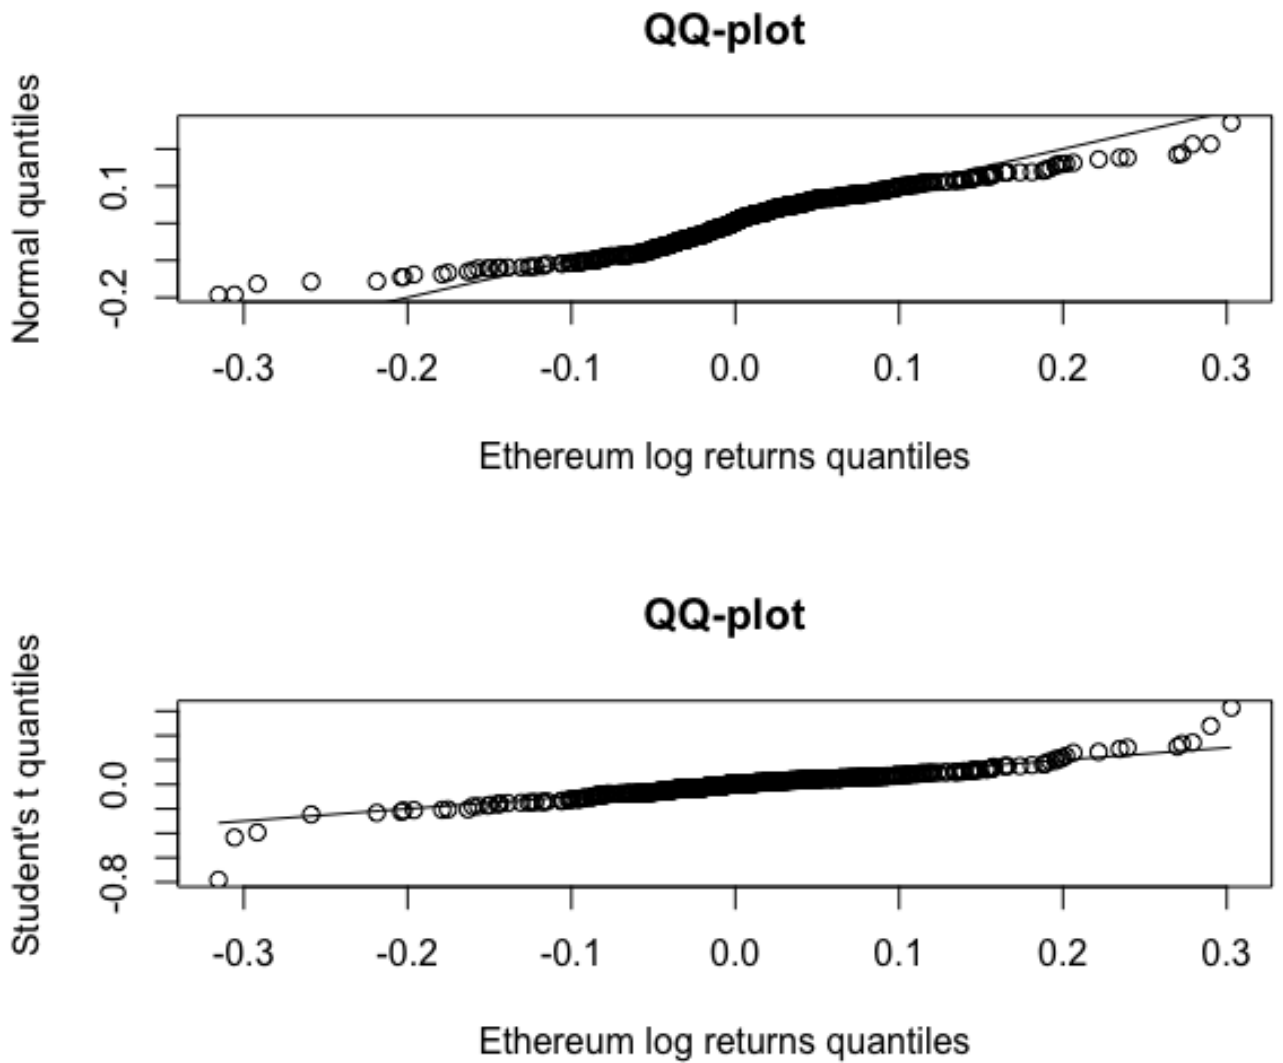 QQ-plot
Normal quantiles
0.1
-0.2
-0.3 -0.2 -0.1 0.0 0.1 0.2 0.3
Ethereum log returns quantiles
QQ-plot
Student's t quantiles
0.0
-0.8
-0.3 -0.2 -0.1 0.0 0.1 0.2 0.3
Ethereum log returns quantiles